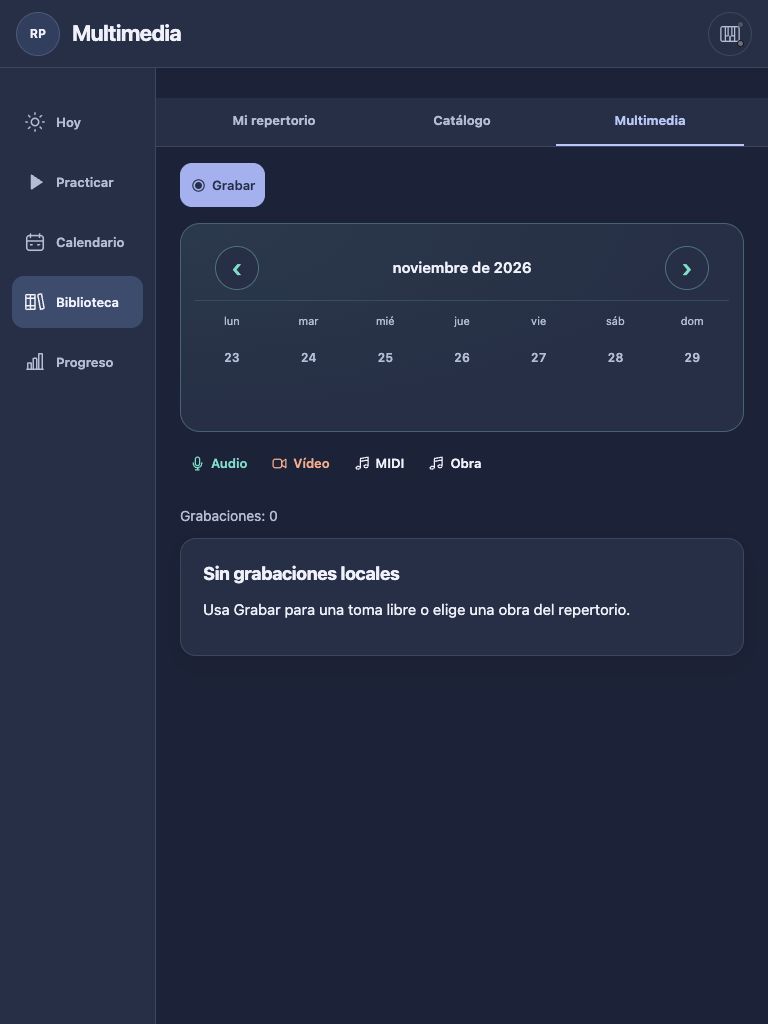 RP
Multimedia
Hoy
Practicar
Calendario
Biblioteca
Progreso
Mi repertorio Catálogo Multimedia
Grabar
noviembre de 2026
lun mar mié jue vie sáb dom
23 24 25 26 27 28 29
Audio Vídeo MIDI Obra
Grabaciones: 0
Sin grabaciones locales
Usa Grabar para una toma libre o elige una obra del repertorio.